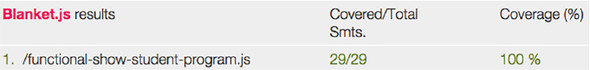 Blanket.js results Covered/Total Smts. Coverage (%)
1. /functional-show-student-program.js 29/29 100 %